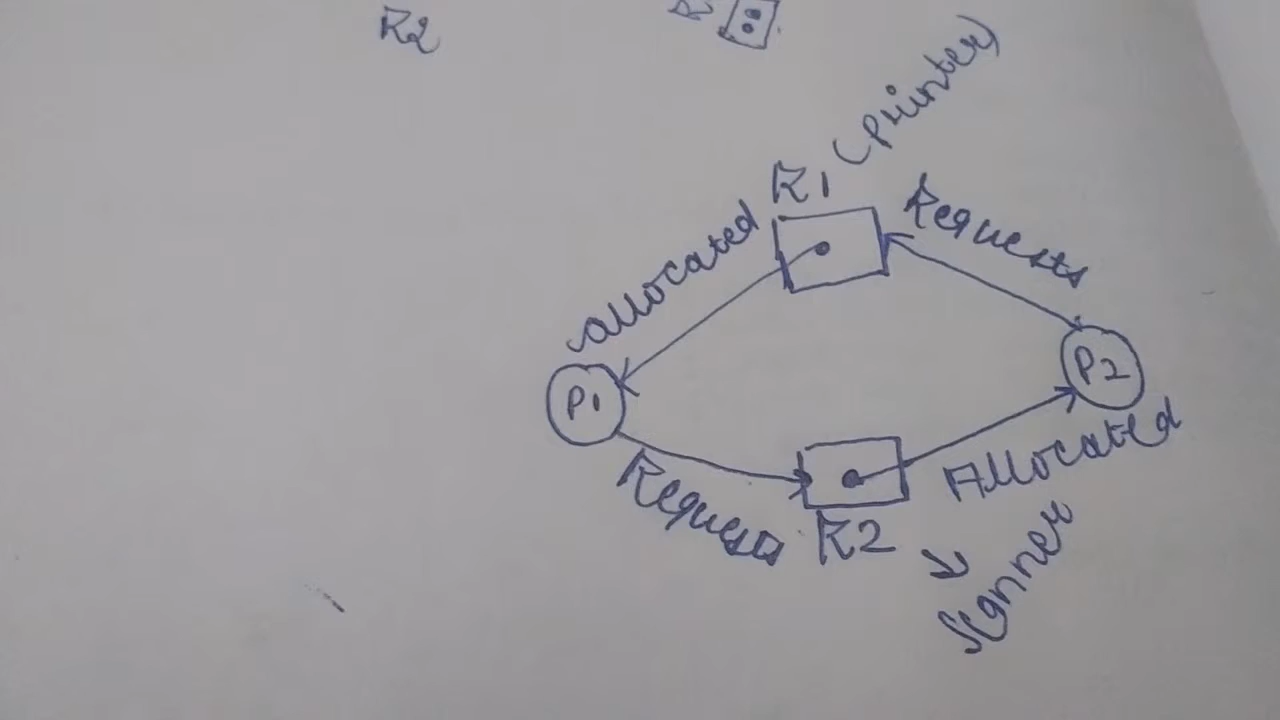 R2
R
R1 (printer)
allocated
Requests
P1
P2
Requests
R2
Allocated
Scanner